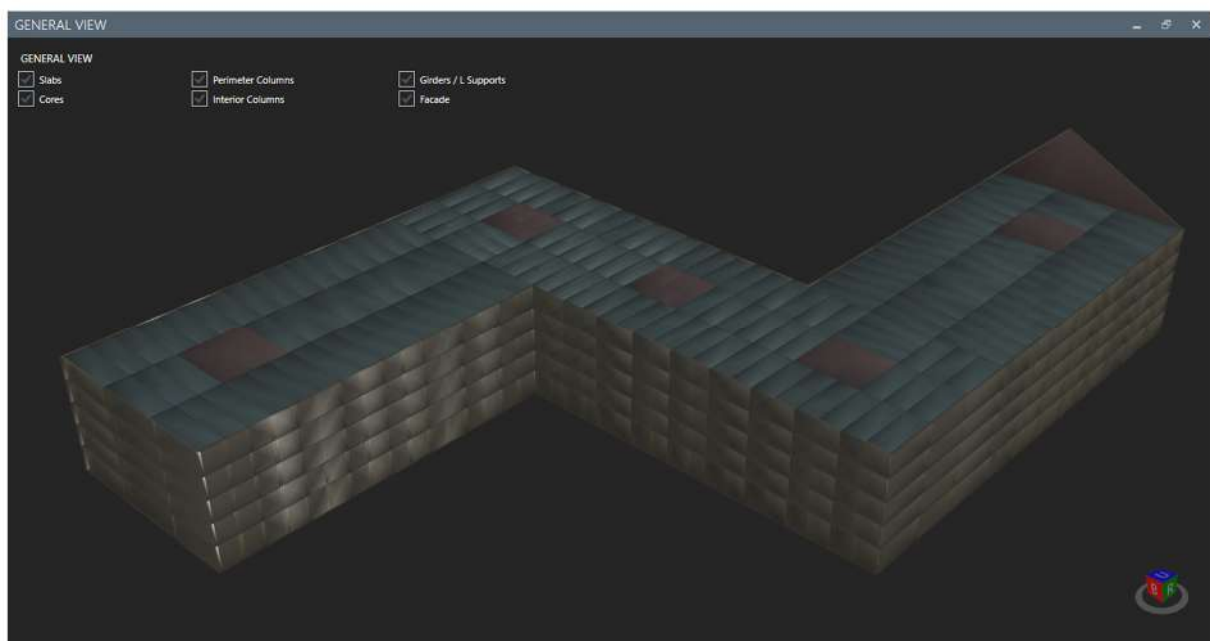 GENERAL VIEW
GENERAL VIEW
Slabs
Perimeter Columns
Girders / L Supports
Cores
Interior Columns
Facade